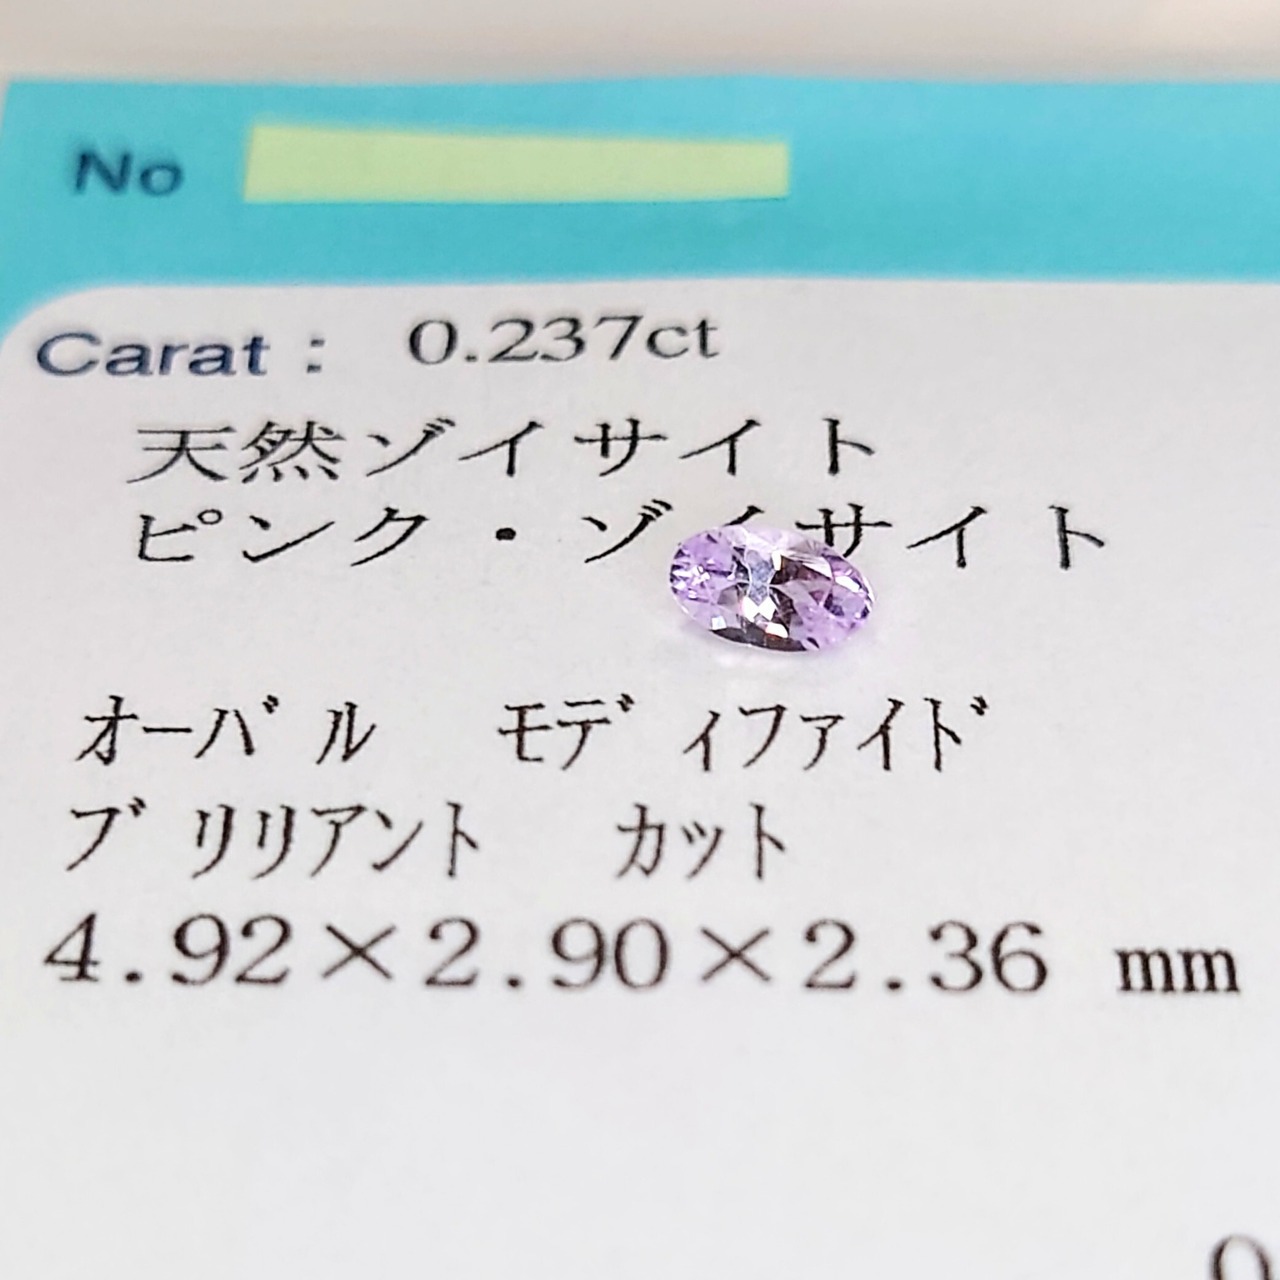 No
Carat : 0.237ct
天然ゾイサイト
ピンク・ゾイサイト
オーバル モディファイド
ブリリアント カット
4.92×2.90×2.36 mm